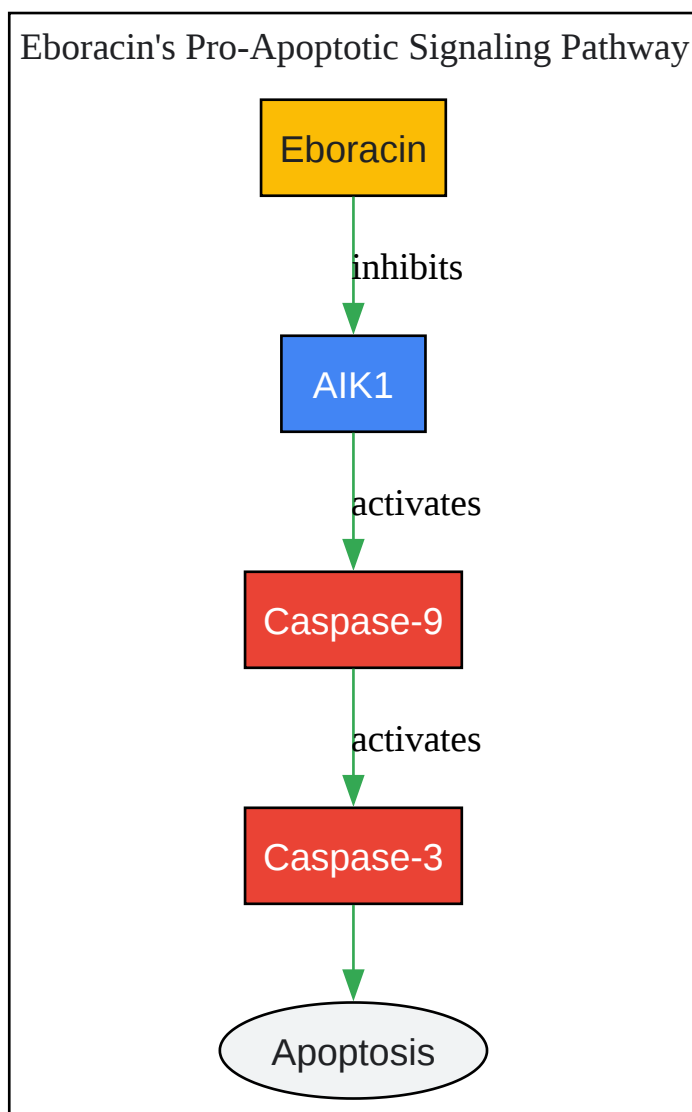 Eboracin's Pro-Apoptotic Signaling Pathway
Eboracin
inhibits
AIK1
activates
Caspase-9
activates
Caspase-3
Apoptosis